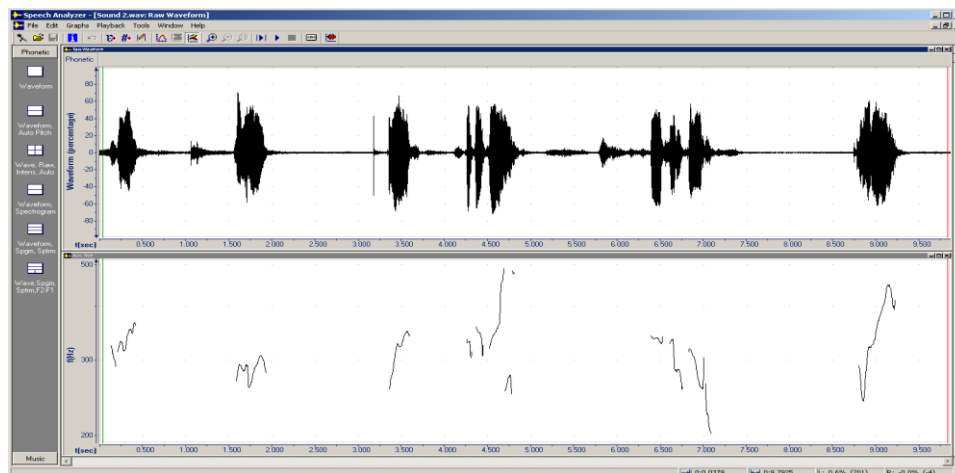 Speech Analyzer - [Sound 2.wav: Raw Waveform]
File Edit Graphs Playback Tools Window Help
Phonetic
Waveform
Waveform,
Auto Pitch
Wave, Raw,
Intens, Auto
Waveform,
Spectrogram
Waveform,
Spgm, Sptrm
Wave,Spgm,
Sptrm,F2-F1
Music
Raw Waveform
Phonetic
Waveform (percentage)
80
60
40
20
0
-20
-40
-60
-80
t(sec) 0.500 1.000 1.500 2.000 2.500 3.000 3.500 4.000 4.500 5.000 5.500 6.000 6.500 7.000 7.500 8.000 8.500 9.000 9.500
f(Hz)
500
300
200
t(sec) 0.500 1.000 1.500 2.000 2.500 3.000 3.500 4.000 4.500 5.000 5.500 6.000 6.500 7.000 7.500 8.000 8.500 9.000 9.500